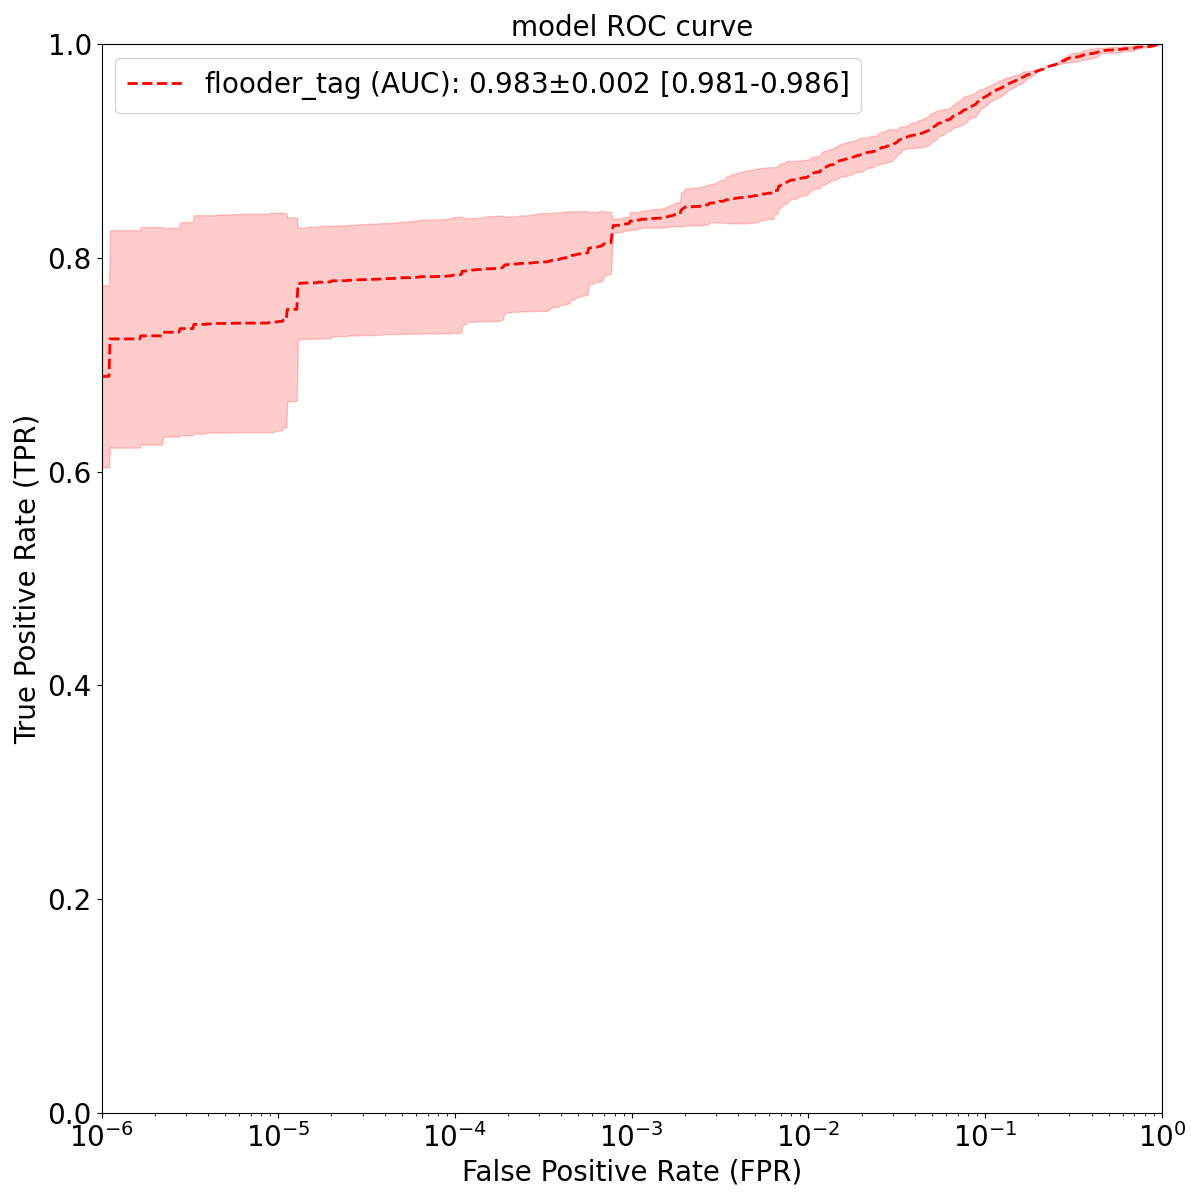 model ROC curve
flooder_tag (AUC): 0.983±0.002 [0.981-0.986]
True Positive Rate (TPR)
1.0
0.8
0.6
0.4
0.2
0.0
10⁻⁶ 10⁻⁵ 10⁻⁴ 10⁻³ 10⁻² 10⁻¹ 10⁰
False Positive Rate (FPR)